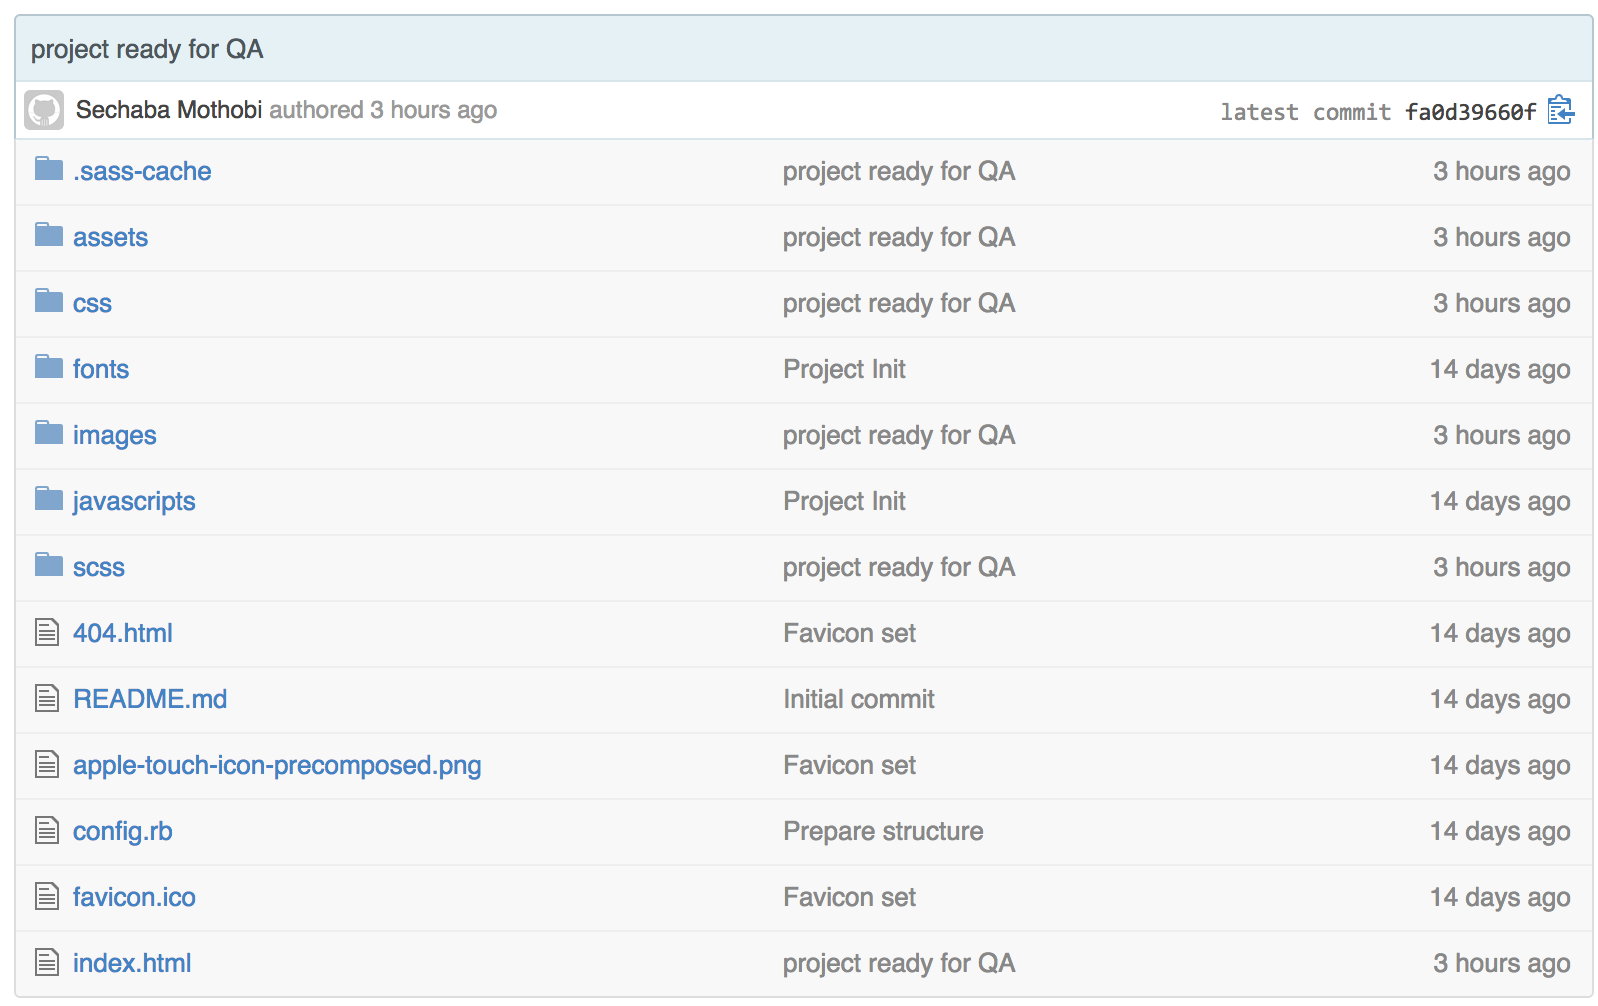 project ready for QA
Sechaba Mothobi authored 3 hours ago latest commit fa0d39660f
.sass-cache project ready for QA 3 hours ago
assets project ready for QA 3 hours ago
css project ready for QA 3 hours ago
fonts Project Init 14 days ago
images project ready for QA 3 hours ago
javascripts Project Init 14 days ago
scss project ready for QA 3 hours ago
404.html Favicon set 14 days ago
README.md Initial commit 14 days ago
apple-touch-icon-precomposed.png Favicon set 14 days ago
config.rb Prepare structure 14 days ago
favicon.ico Favicon set 14 days ago
index.html project ready for QA 3 hours ago